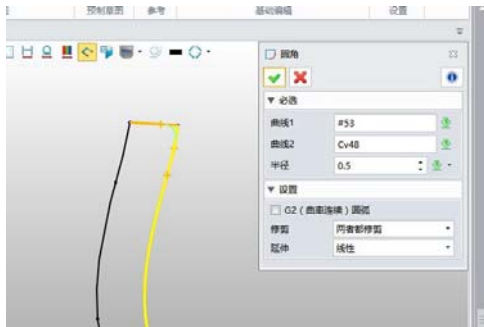 预制草图 参考 基础编辑 设置
圆角
▼ 必选
曲线1 #53
曲线2 Cv48
半径 0.5
▼ 设置
G2（曲率连续）圆弧
修剪 两者都修剪
延伸 线性